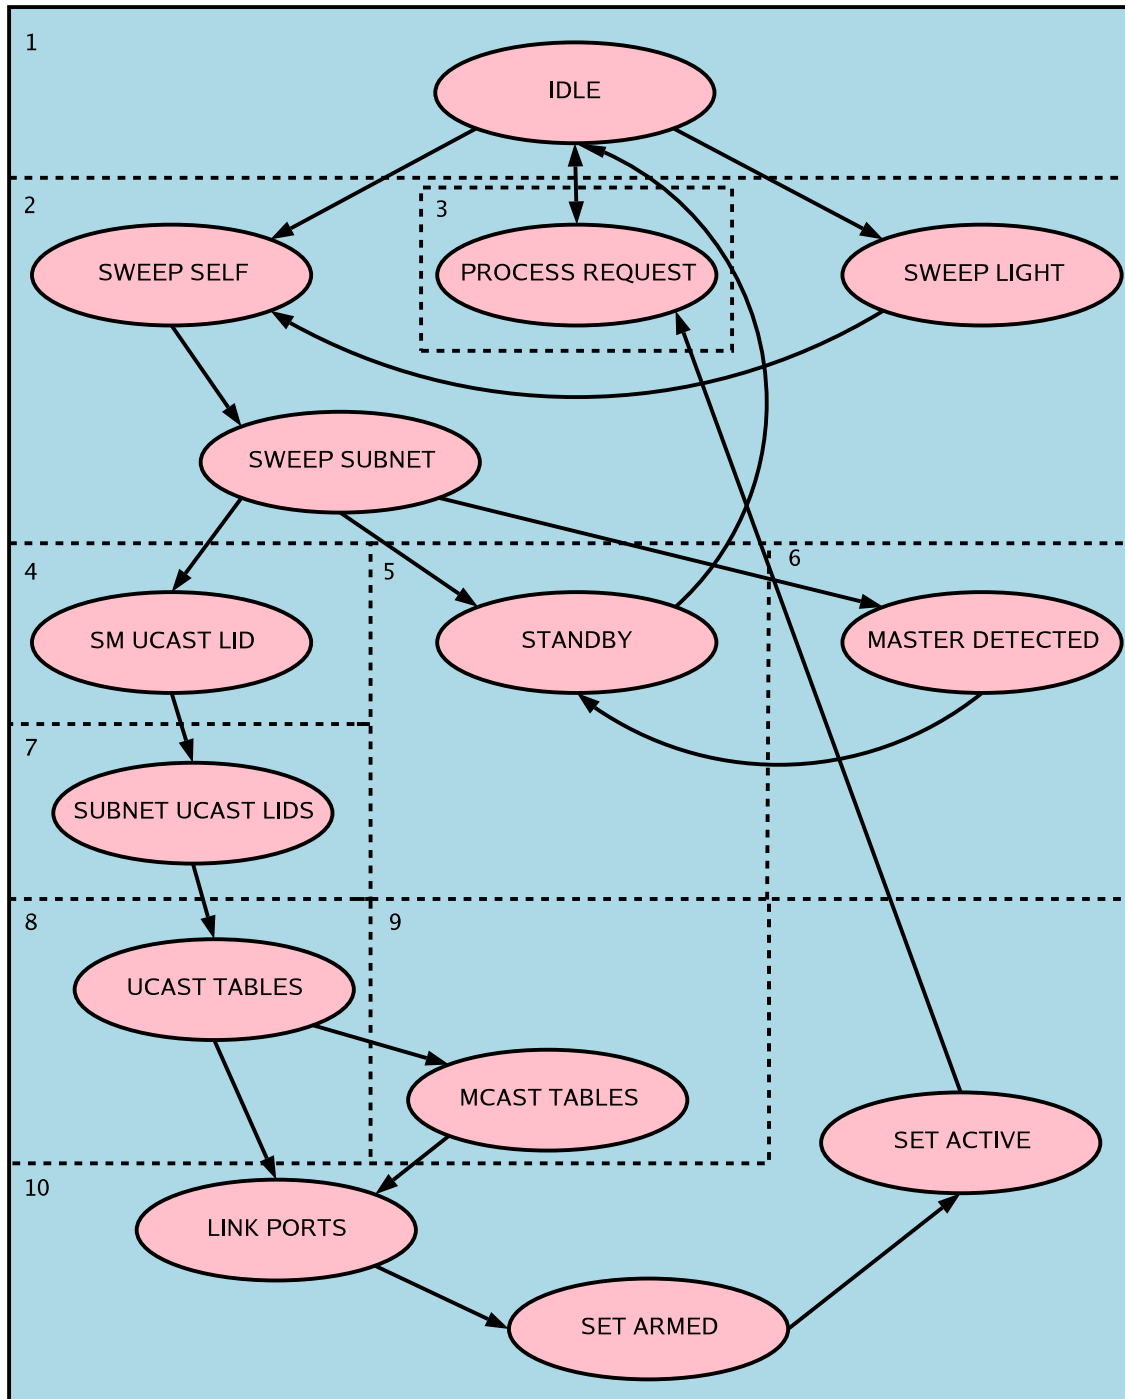 1
IDLE
2
3
SWEEP SELF
PROCESS REQUEST
SWEEP LIGHT
SWEEP SUBNET
4
5
6
SM UCAST LID
STANDBY
MASTER DETECTED
7
SUBNET UCAST LIDS
8
9
UCAST TABLES
MCAST TABLES
SET ACTIVE
10
LINK PORTS
SET ARMED